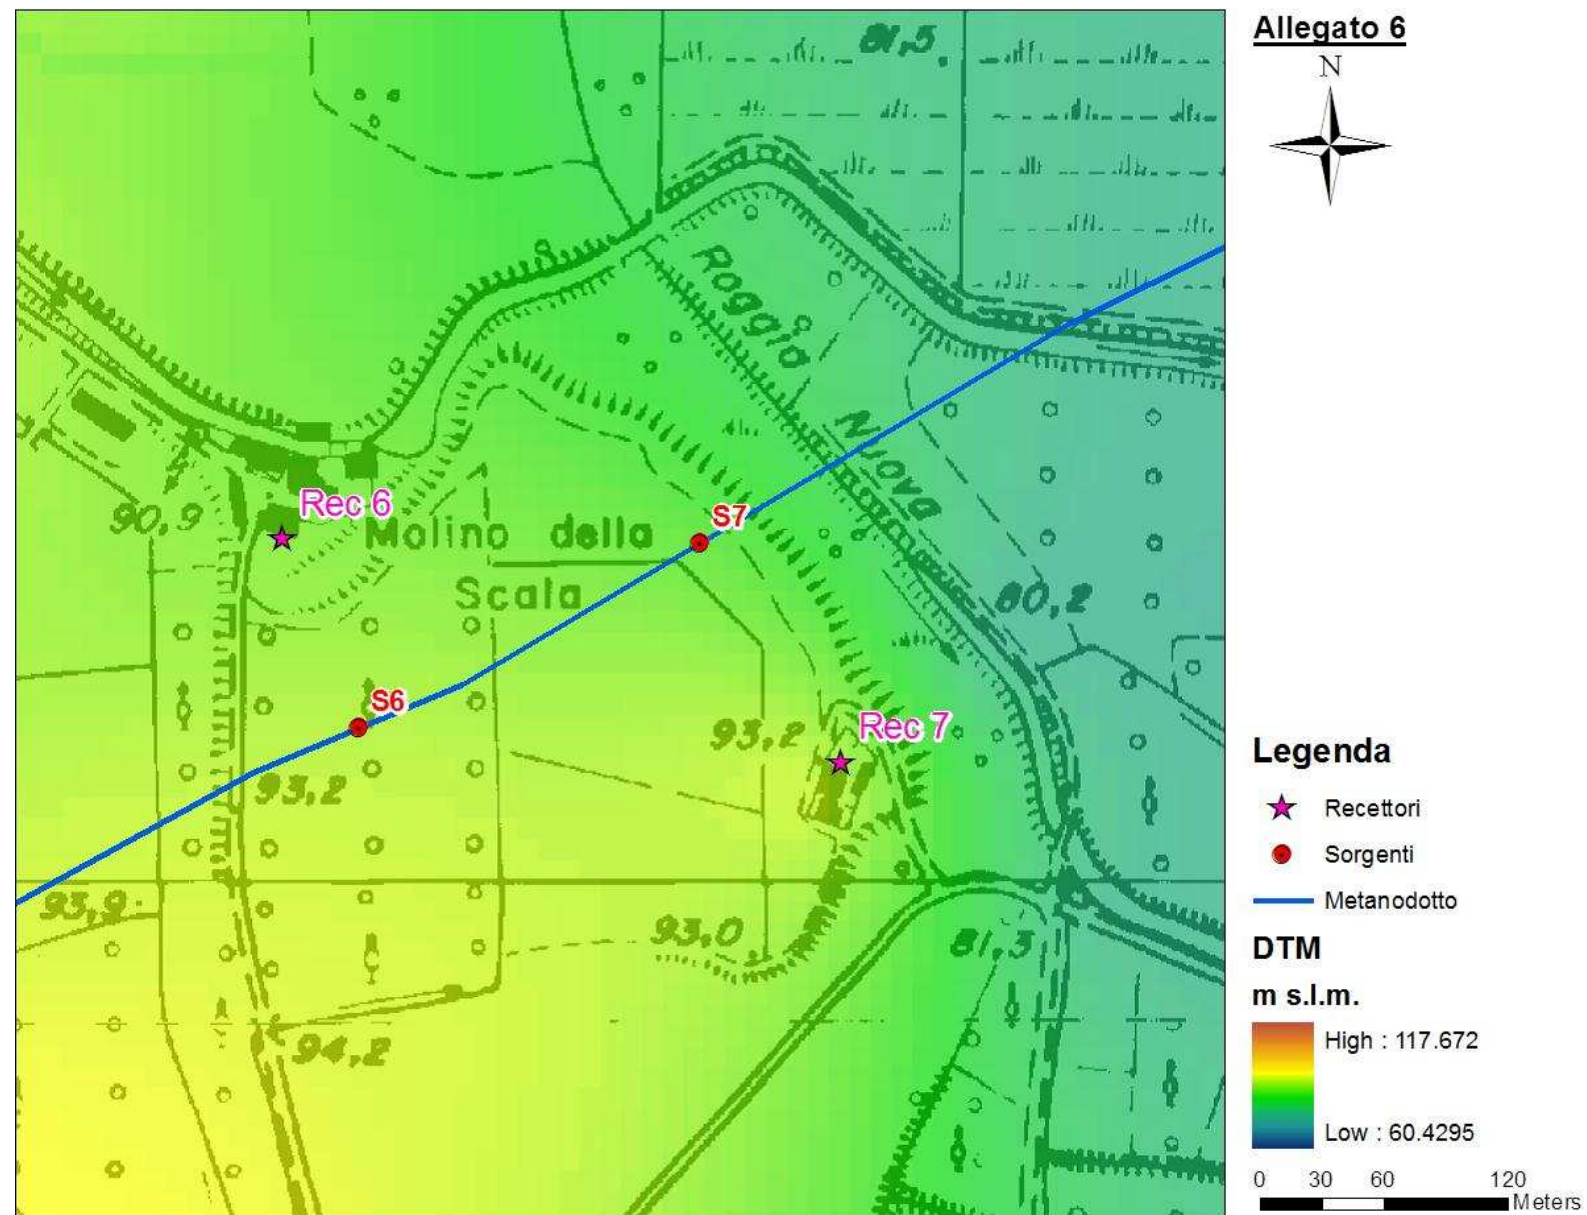 Allegato 6
N
81,5
Roggia
Nuova
90,9
Rec 6
Molino della
Scala
S7
80,2
S6
93,2
Rec 7
93,2
93,9
93,0
81,3
94,2
Legenda
Recettori
Sorgenti
Metanodotto
DTM
m s.l.m.
High : 117.672
Low : 60.4295
0 30 60 120
Meters